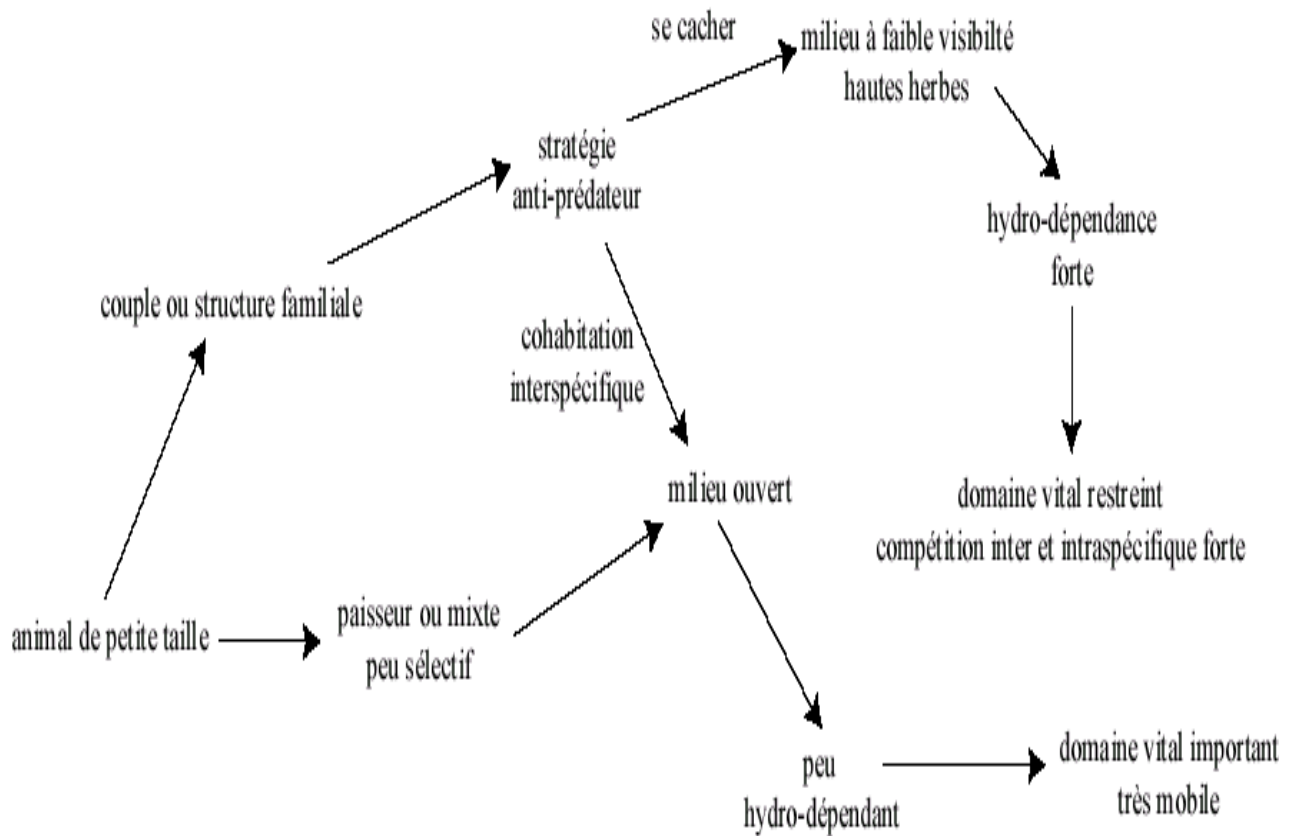 se cacher
milieu à faible visibilté
hautes herbes
stratégie
anti-prédateur
hydro-dépendance
forte
couple ou structure familiale
cohabitation
interspécifique
milieu ouvert
domaine vital restreint
compétition inter et intraspécifique forte
animal de petite taille
paisseur ou mixte
peu sélectif
peu
hydro-dépendant
domaine vital important
très mobile